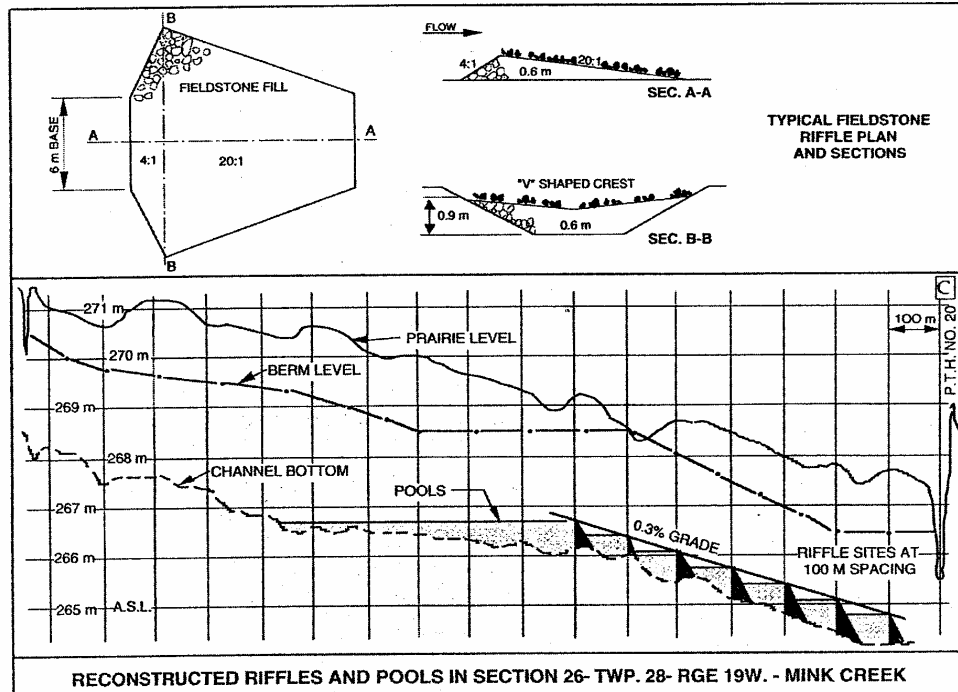 B
FIELDSTONE FILL
A
A
6 m BASE
4:1
20:1
B
FLOW
4:1
20:1
0.6 m
SEC. A-A
"V" SHAPED CREST
0.9 m
0.6 m
SEC. B-B
TYPICAL FIELDSTONE
RIFFLE PLAN
AND SECTIONS
271 m
270 m
269 m
268 m
267 m
266 m
265 m
A.S.L.
PRAIRIE LEVEL
BERM LEVEL
CHANNEL BOTTOM
POOLS
0.3% GRADE
RIFFLE SITES AT
100 M SPACING
100 m
C
P.T.H. NO. 20
RECONSTRUCTED RIFFLES AND POOLS IN SECTION 26- TWP. 28- RGE 19W. - MINK CREEK